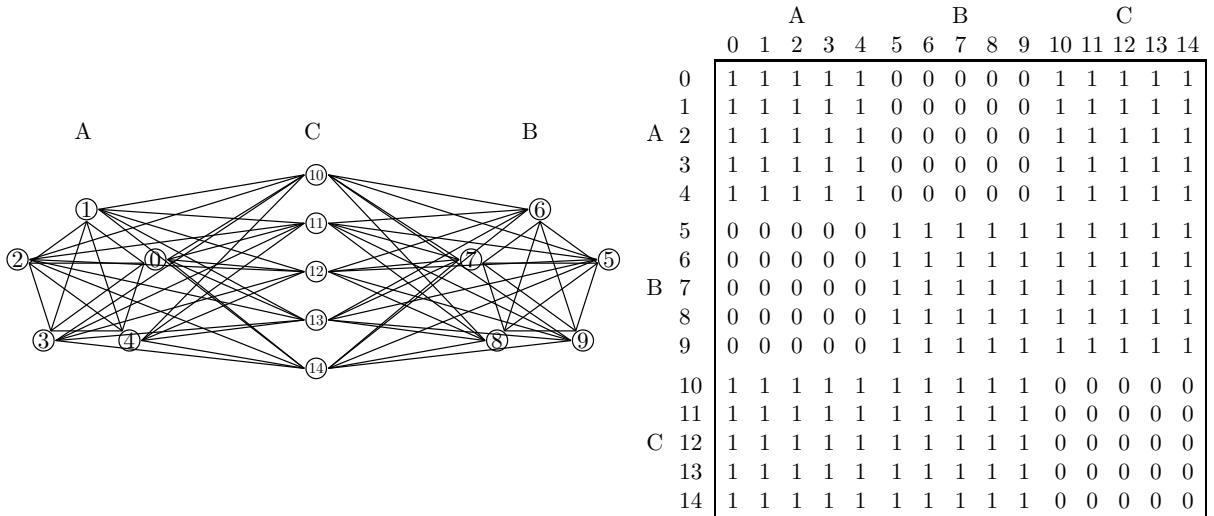 A C B
10
1 6
11
2 0 12 7 5
13
3 4 8 9
14
A B C
0 1 2 3 4 5 6 7 8 9 10 11 12 13 14
0 1 1 1 1 1 0 0 0 0 0 1 1 1 1 1
1 1 1 1 1 1 0 0 0 0 0 1 1 1 1 1
A 2 1 1 1 1 1 0 0 0 0 0 1 1 1 1 1
3 1 1 1 1 1 0 0 0 0 0 1 1 1 1 1
4 1 1 1 1 1 0 0 0 0 0 1 1 1 1 1
5 0 0 0 0 0 1 1 1 1 1 1 1 1 1 1
6 0 0 0 0 0 1 1 1 1 1 1 1 1 1 1
B 7 0 0 0 0 0 1 1 1 1 1 1 1 1 1 1
8 0 0 0 0 0 1 1 1 1 1 1 1 1 1 1
9 0 0 0 0 0 1 1 1 1 1 1 1 1 1 1
10 1 1 1 1 1 1 1 1 1 1 0 0 0 0 0
11 1 1 1 1 1 1 1 1 1 1 0 0 0 0 0
C 12 1 1 1 1 1 1 1 1 1 1 0 0 0 0 0
13 1 1 1 1 1 1 1 1 1 1 0 0 0 0 0
14 1 1 1 1 1 1 1 1 1 1 0 0 0 0 0